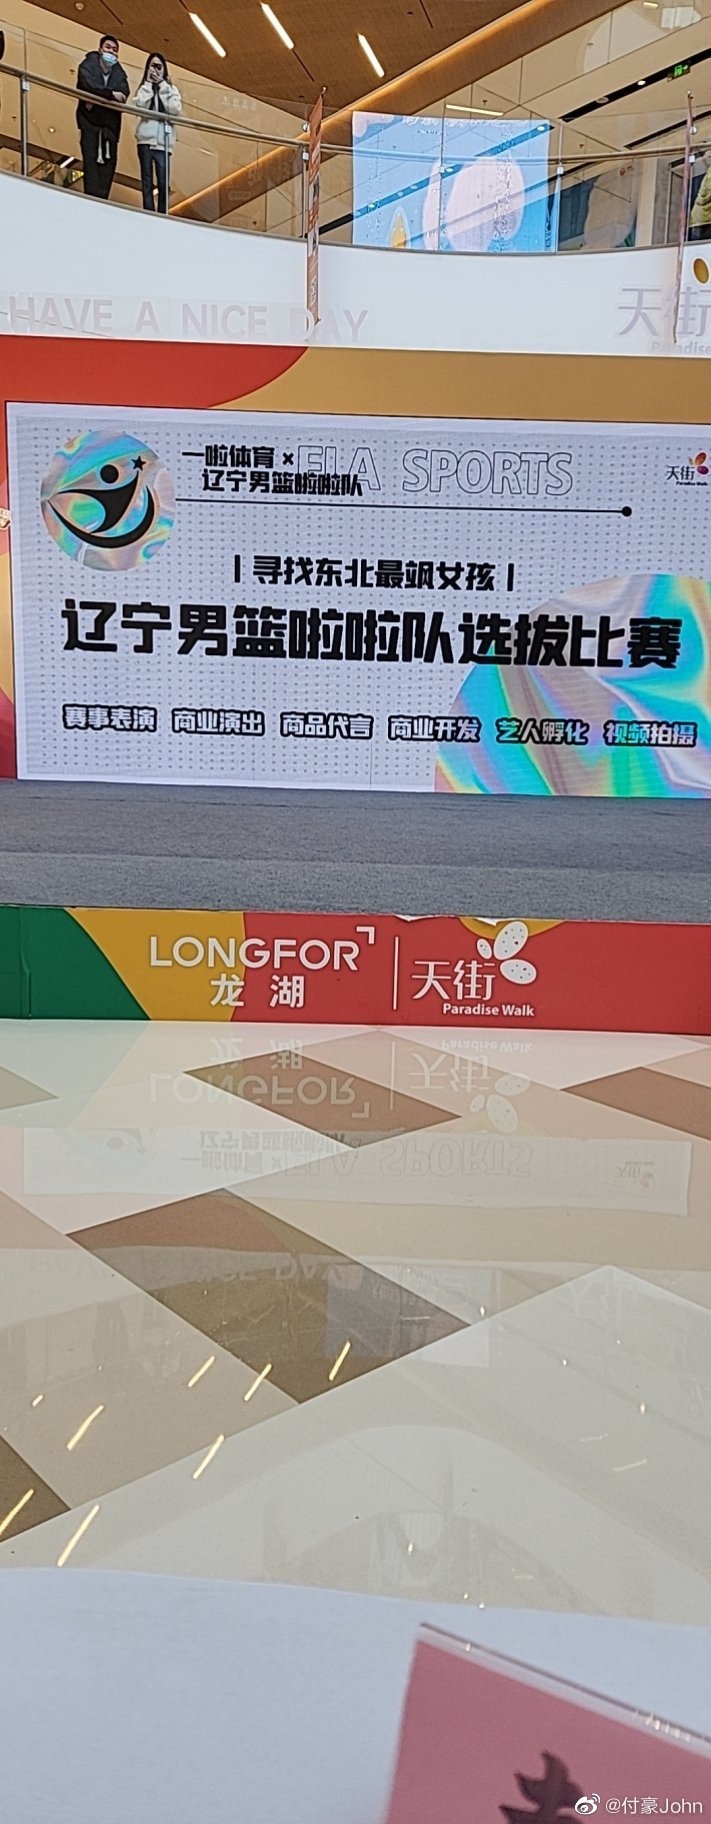 HAVE A NICE DAY
天街
Paradise
一啦体育 ×
辽宁男篮啦啦队
ELA SPORTS
天街
Paradise Walk
寻找东北最飒女孩
辽宁男篮啦啦队选拔比赛
赛事表演 商业演出 商品代言 商业开发 艺人孵化 视频拍摄
LONGFOR
龙湖
天街
Paradise Walk
@付豪John